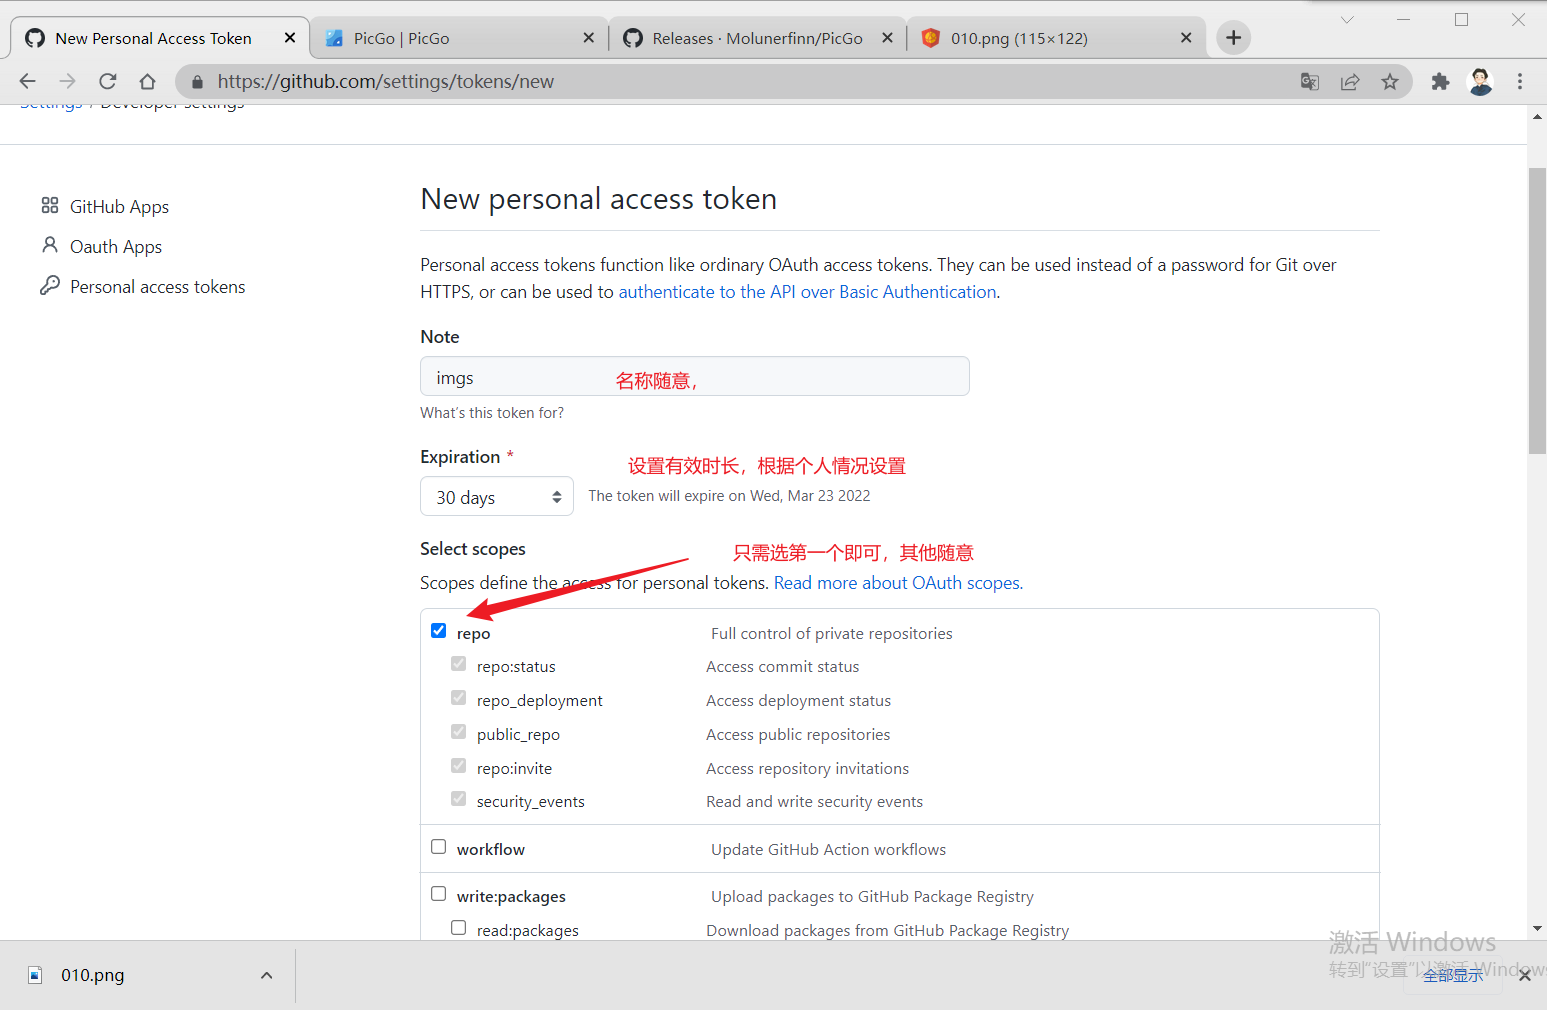 New Personal Access Token
PicGo | PicGo
Releases · Molunerfinn/PicGo
010.png (115×122)
https://github.com/settings/tokens/new
Settings / Developer settings
GitHub Apps
Oauth Apps
Personal access tokens
New personal access token
Personal access tokens function like ordinary OAuth access tokens. They can be used instead of a password for Git over
HTTPS, or can be used to authenticate to the API over Basic Authentication.
Note
imgs
名称随意，
What's this token for?
Expiration *
设置有效时长，根据个人情况设置
30 days
The token will expire on Wed, Mar 23 2022
Select scopes
只需选第一个即可，其他随意
Scopes define the access for personal tokens. Read more about OAuth scopes.
repo Full control of private repositories
repo:status Access commit status
repo_deployment Access deployment status
public_repo Access public repositories
repo:invite Access repository invitations
security_events Read and write security events
workflow Update GitHub Action workflows
write:packages Upload packages to GitHub Package Registry
read:packages Download packages from GitHub Package Registry
激活 Windows
转到"设置"以激活 Windows
010.png
全部显示